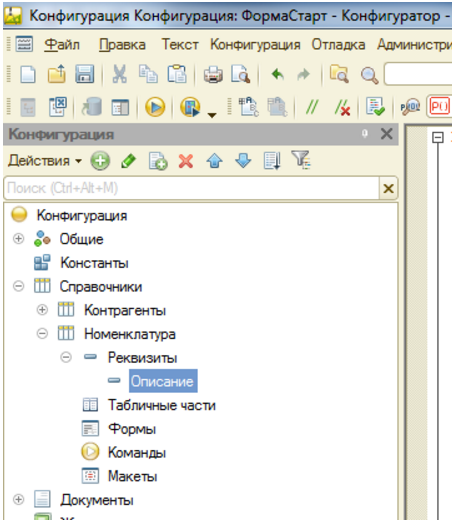 Конфигурация Конфигурация: ФормаСтарт - Конфигуратор -
Файл Правка Текст Конфигурация Отладка
Конфигурация
Действия
Поиск (Ctrl+Alt+M)
Конфигурация
Общие
Константы
Справочники
Контрагенты
Номенклатура
Реквизиты
Описание
Табличные части
Формы
Команды
Макеты
Документы